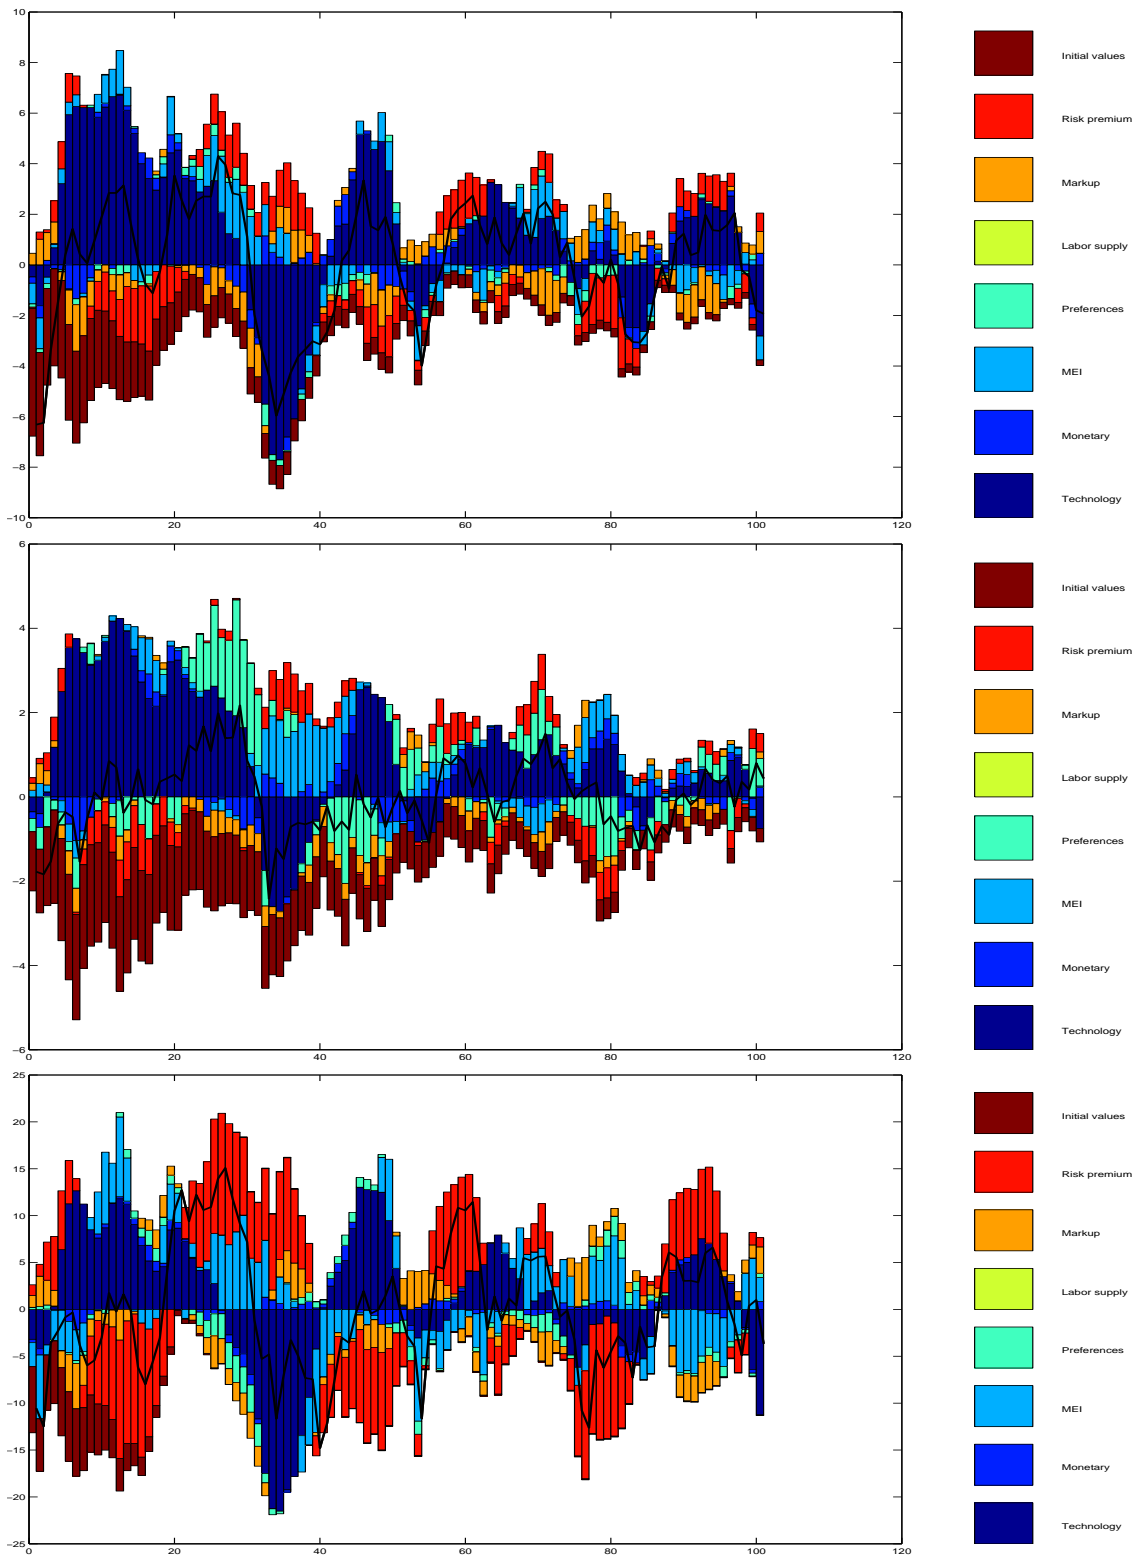 10
8
6
4
2
0
−2
−4
−6
−8
−10
0 20 40 60 80 100 120
Initial values
Risk premium
Markup
Labor supply
Preferences
MEI
Monetary
Technology
6
4
2
0
−2
−4
−6
0 20 40 60 80 100 120
Initial values
Risk premium
Markup
Labor supply
Preferences
MEI
Monetary
Technology
25
20
15
10
5
0
−5
−10
−15
−20
−25
0 20 40 60 80 100 120
Initial values
Risk premium
Markup
Labor supply
Preferences
MEI
Monetary
Technology